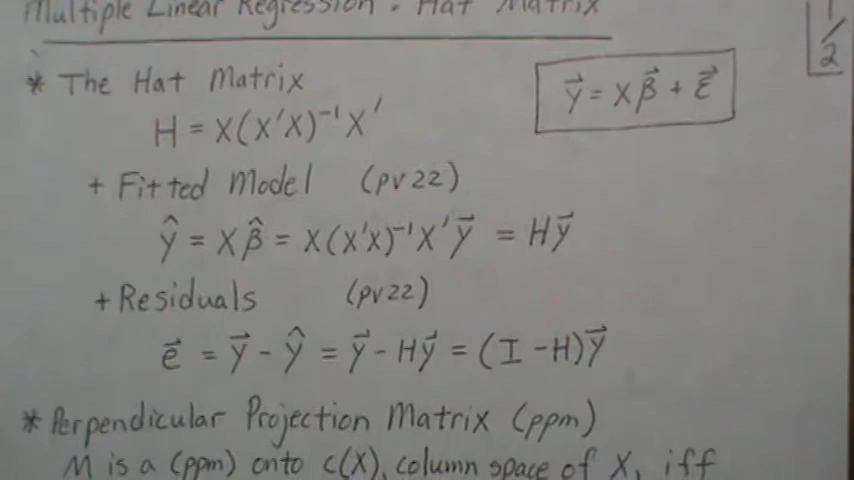 Multiple Linear Regression • Hat Matrix
1/2
* The Hat Matrix
H = X(X'X)⁻¹X'
y⃗ = Xβ⃗ + ε⃗
+ Fitted Model (pv22)
ŷ = Xβ̂ = X(X'X)⁻¹X'y⃗ = Hy⃗
+ Residuals (pv22)
e⃗ = y⃗ - ŷ = y⃗ - Hy⃗ = (I - H)y⃗
* Perpendicular Projection Matrix (ppm)
M is a (ppm) onto C(X), column space of X, iff